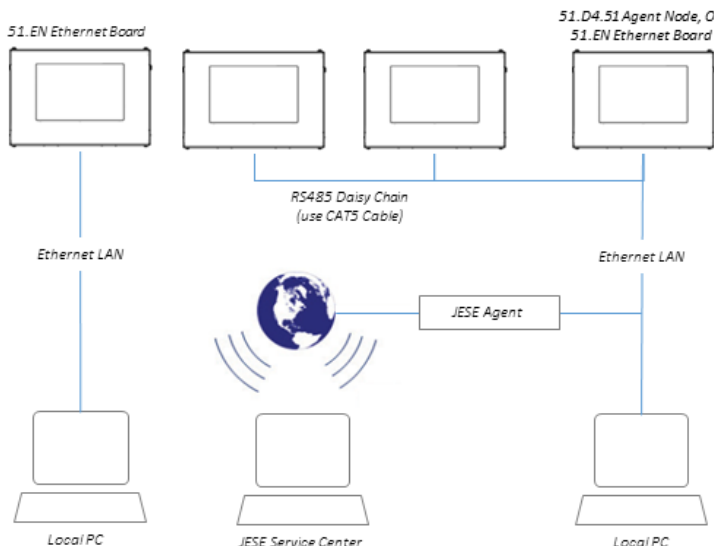 51.EN Ethernet Board
51.D4.51 Agent Node, O
51.EN Ethernet Board
RS485 Daisy Chain
(use CAT5 Cable)
Ethernet LAN
Ethernet LAN
JESE Agent
Local PC
JESE Service Center
Local PC